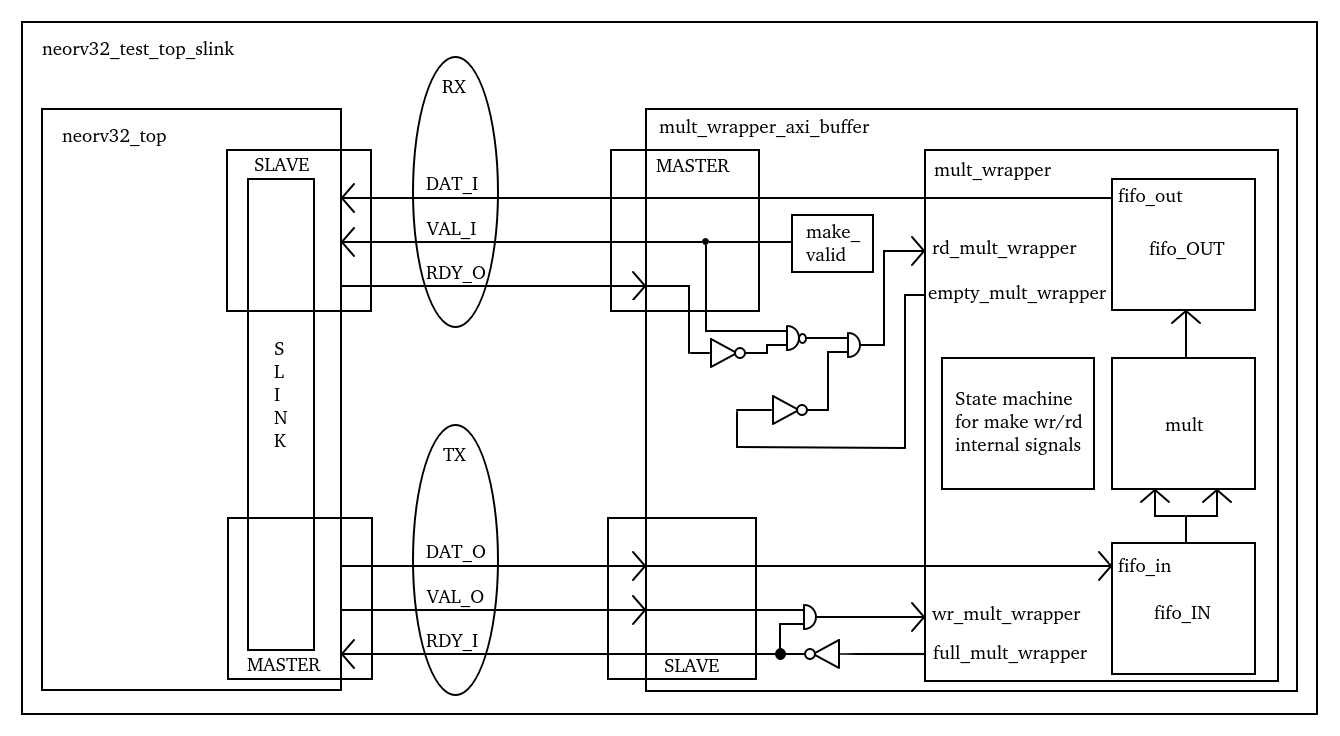 neorv32_test_top_slink
neorv32_top
SLAVE
S
L
I
N
K
MASTER
RX
DAT_I
VAL_I
RDY_O
TX
DAT_O
VAL_O
RDY_I
mult_wrapper_axi_buffer
MASTER
make_
valid
SLAVE
mult_wrapper
rd_mult_wrapper
empty_mult_wrapper
fifo_out
fifo_OUT
State machine
for make wr/rd
internal signals
mult
fifo_in
fifo_IN
wr_mult_wrapper
full_mult_wrapper